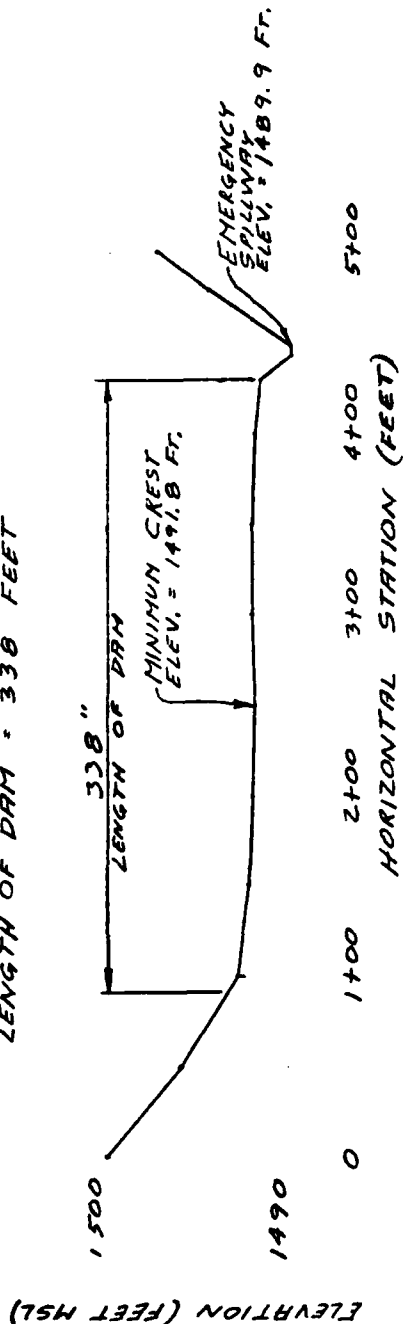 LENGTH OF DAM = 338 FEET
338"
LENGTH OF DAM
MINIMUM CREST
ELEV. = 1491.8 FT.
EMERGENCY
SPILLWAY
ELEV. = 1489.9 FT.
1500
1490
ELEVATION (FEET MSL)
0 1+00 2+00 3+00 4+00 5+00
HORIZONTAL STATION (FEET)